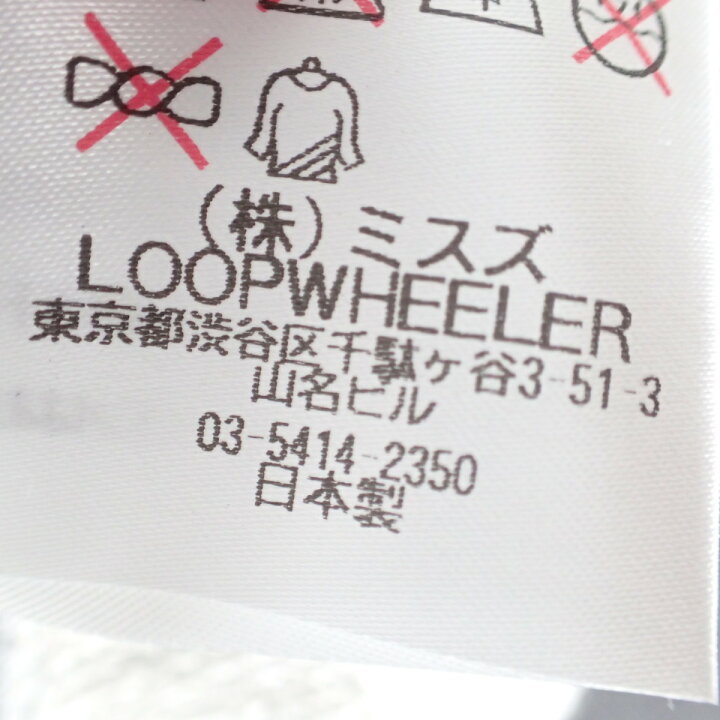 (株)ミスズ
LOOPWHEELER
東京都渋谷区千駄ヶ谷3-51-3
山名ビル
03-5414-2350
日本製